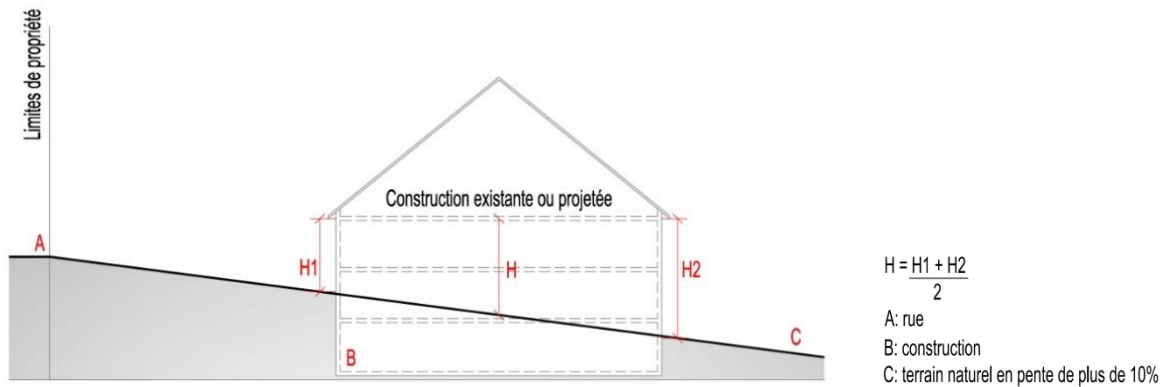 Limites de propriété
Construction existante ou projetée
A
H1
H
H2
B
C
H = H1 + H2
2
A: rue
B: construction
C: terrain naturel en pente de plus de 10%